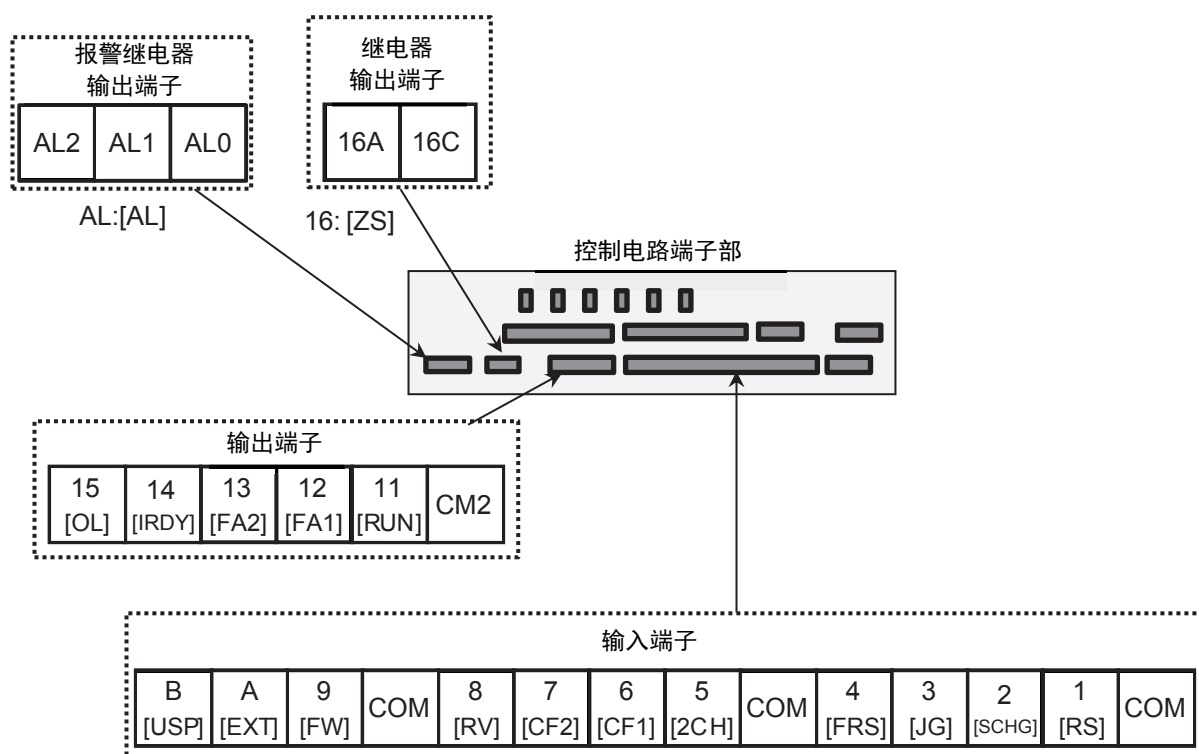 报警继电器
输出端子
AL2 AL1 AL0
AL:[AL]
继电器
输出端子
16A 16C
16: [ZS]
控制电路端子部
输出端子
15 14 13 12 11 CM2
[OL] [IRDY] [FA2] [FA1] [RUN]
输入端子
B A 9 COM 8 7 6 5 COM 4 3 2 1 COM
[USP] [EXT] [FW] [RV] [CF2] [CF1] [2CH] [FRS] [JG] [SCHG] [RS]